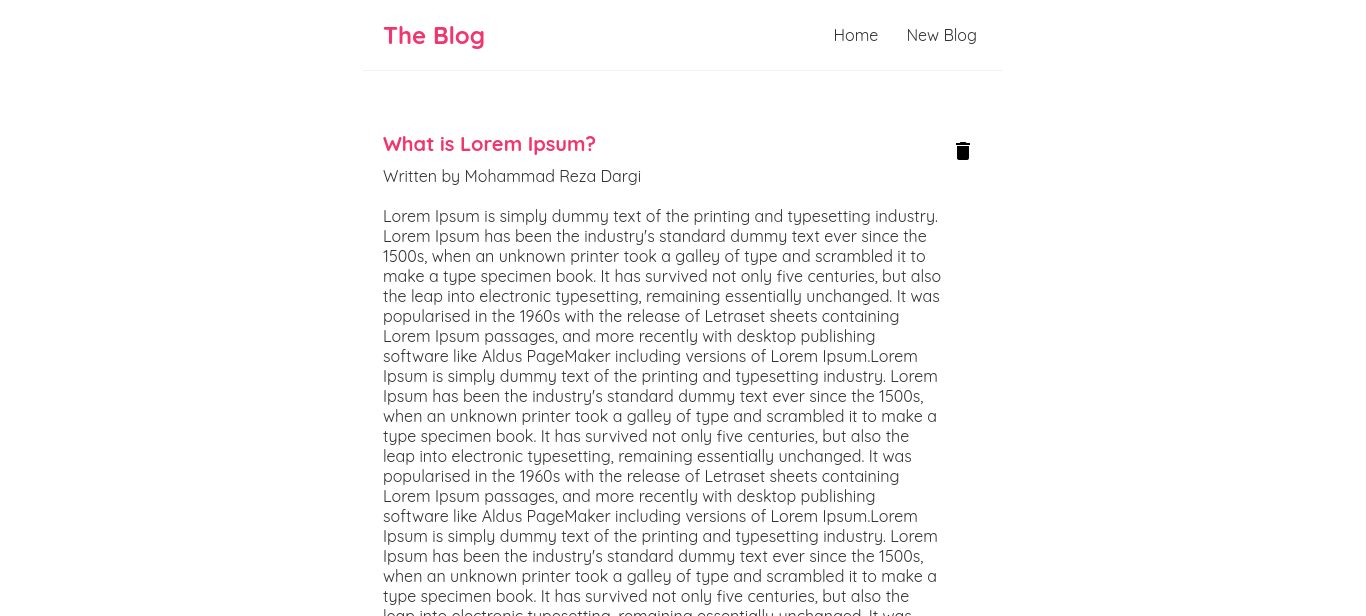 The Blog
Home New Blog
What is Lorem Ipsum?
Written by Mohammad Reza Dargi
Lorem Ipsum is simply dummy text of the printing and typesetting industry.
Lorem Ipsum has been the industry's standard dummy text ever since the
1500s, when an unknown printer took a galley of type and scrambled it to
make a type specimen book. It has survived not only five centuries, but also
the leap into electronic typesetting, remaining essentially unchanged. It was
popularised in the 1960s with the release of Letraset sheets containing
Lorem Ipsum passages, and more recently with desktop publishing
software like Aldus PageMaker including versions of Lorem Ipsum.Lorem
Ipsum is simply dummy text of the printing and typesetting industry. Lorem
Ipsum has been the industry's standard dummy text ever since the 1500s,
when an unknown printer took a galley of type and scrambled it to make a
type specimen book. It has survived not only five centuries, but also the
leap into electronic typesetting, remaining essentially unchanged. It was
popularised in the 1960s with the release of Letraset sheets containing
Lorem Ipsum passages, and more recently with desktop publishing
software like Aldus PageMaker including versions of Lorem Ipsum.Lorem
Ipsum is simply dummy text of the printing and typesetting industry. Lorem
Ipsum has been the industry's standard dummy text ever since the 1500s,
when an unknown printer took a galley of type and scrambled it to make a
type specimen book. It has survived not only five centuries, but also the
leap into electronic typesetting, remaining essentially unchanged. It was